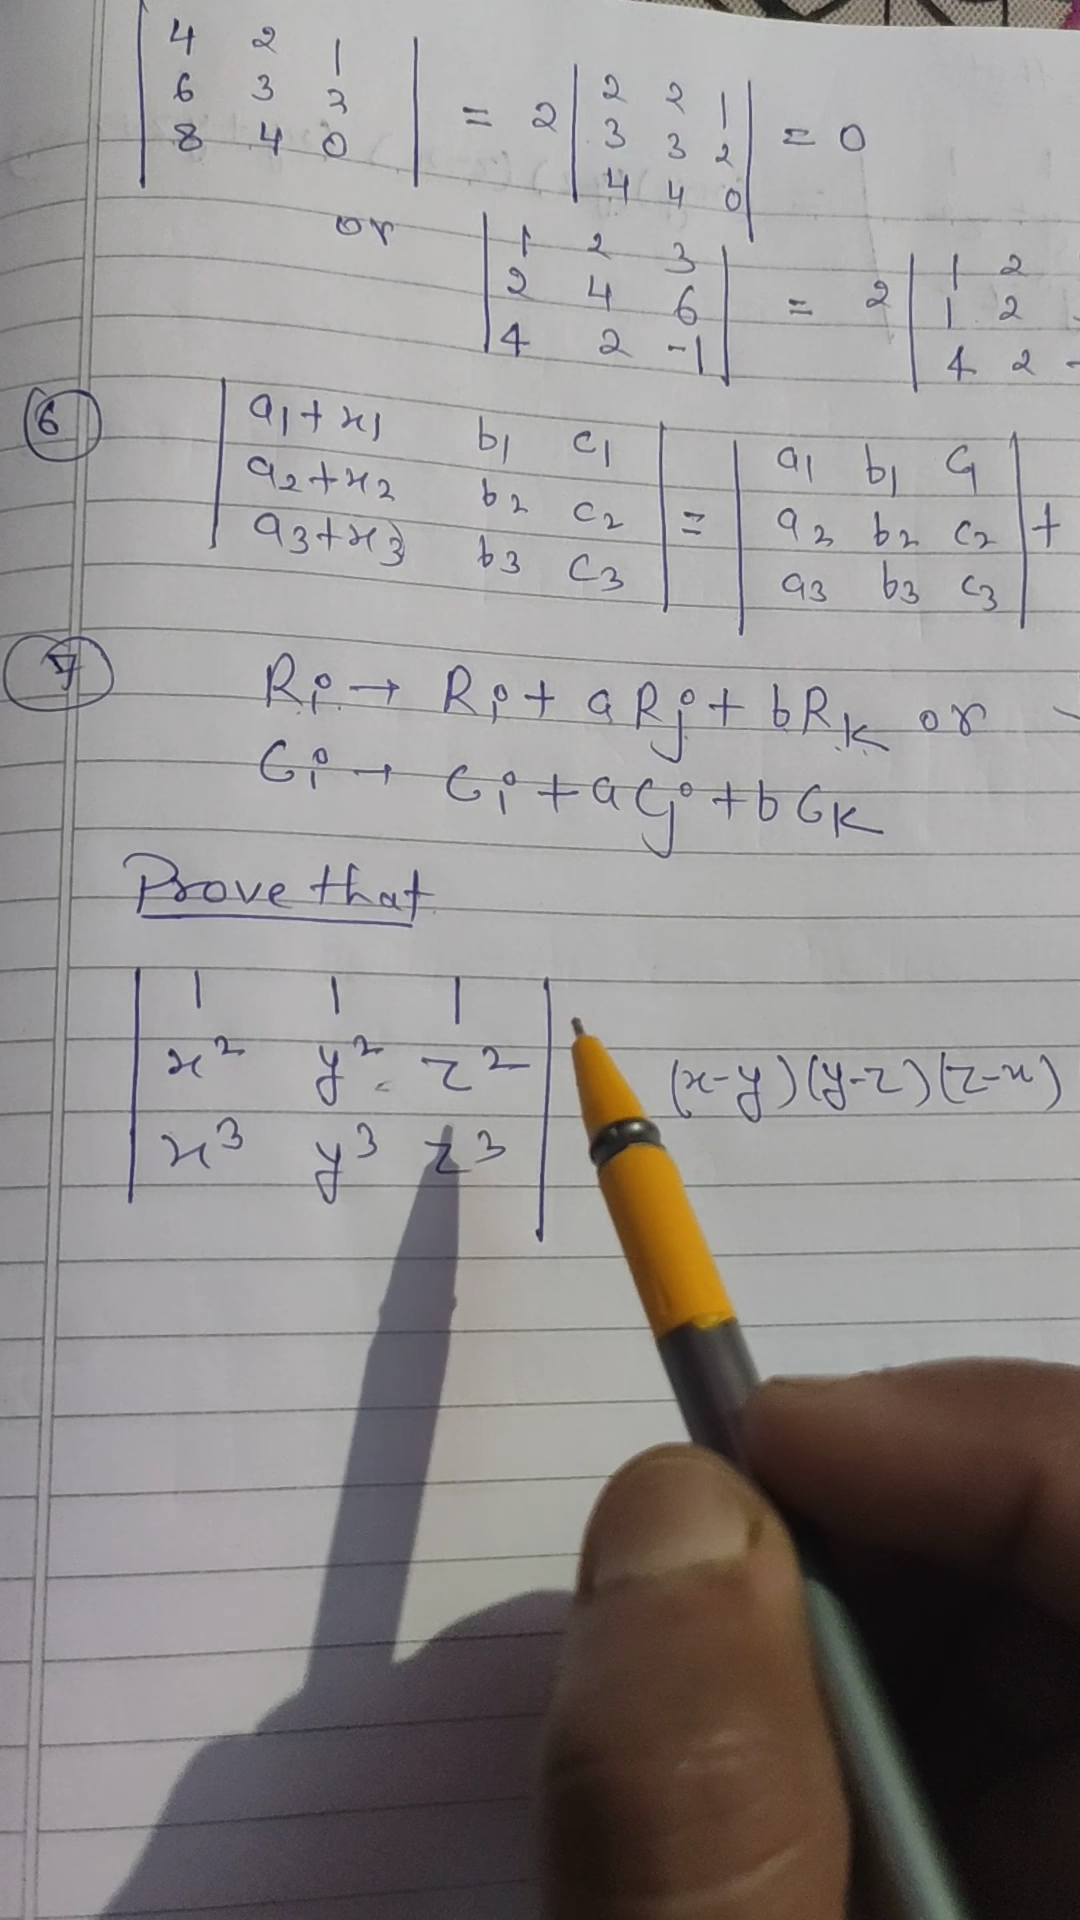 | 4 2 1 |
| 6 3 2 | = 2 | 2 2 1 | = 0
| 8 4 0 | | 3 3 2 |
| 4 4 0 |
or | 1 2 3 | | 1 2
| 2 4 6 | = 2 | 1 2
| 4 2 -1 | | 4 2 -
6 | a1+x1 b1 c1 | | a1 b1 c1 |
| a2+x2 b2 c2 | = | a2 b2 c2 | +
| a3+x3 b3 c3 | | a3 b3 c3 |
7 Ri → Ri + aRj + bRk or
Ci → Ci + aCj + bCk
Prove that
| 1 1 1 |
| x² y² z² | (x-y)(y-z)(z-x)
| x³ y³ z³ |